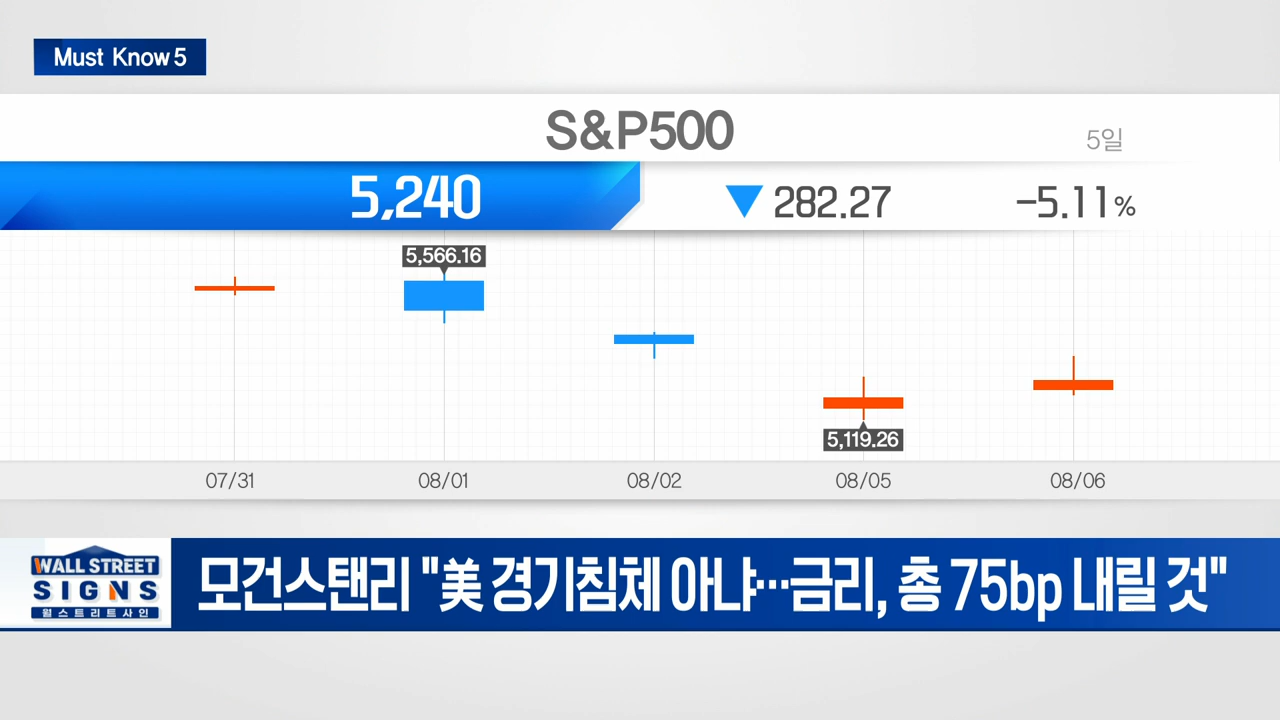 Must Know 5
S&P500
5일
5,240 ▼ 282.27 -5.11%
5,566.16
5,119.26
07/31 08/01 08/02 08/05 08/06
WALL STREET
SIGNS
월스트리트사인
모건스탠리 "美 경기침체 아냐…금리, 총 75bp 내릴 것"